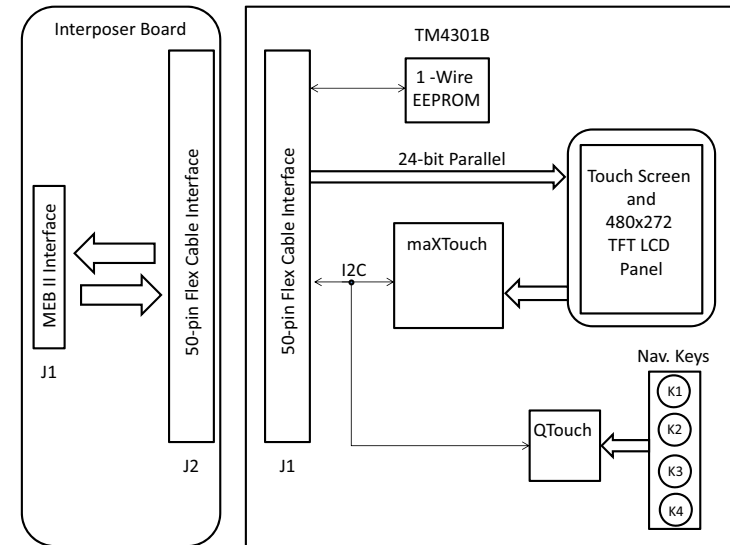 Interposer Board
MEB II Interface
J1
50-pin Flex Cable Interface
J2
TM4301B
50-pin Flex Cable Interface
J1
1 -Wire
EEPROM
24-bit Parallel
Touch Screen
and
480x272
TFT LCD
Panel
maXTouch
I2C
Nav. Keys
K1
K2
K3
K4
QTouch